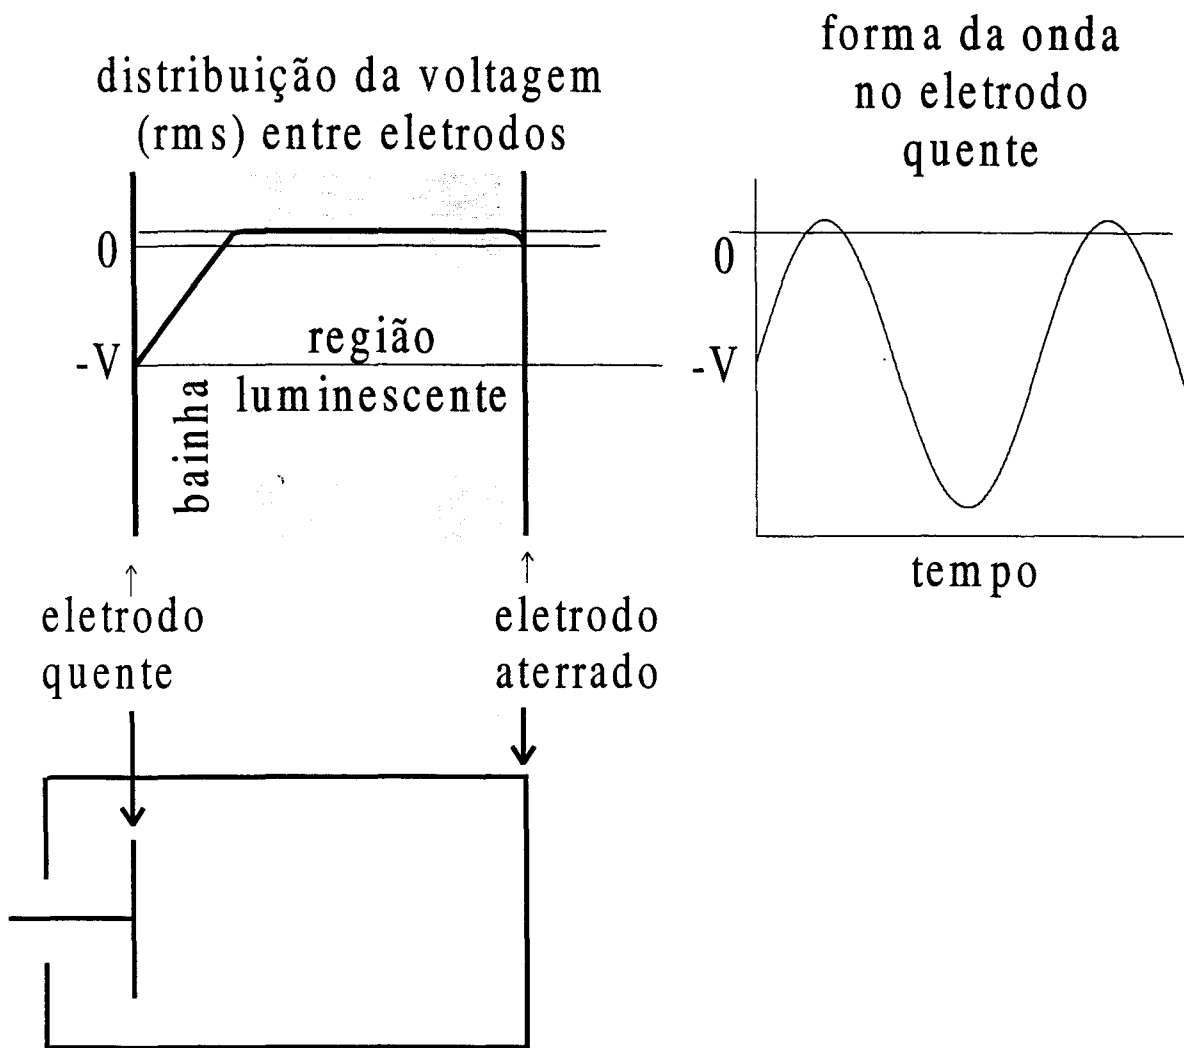 distribuição da voltagem
(rms) entre eletrodos
0
-V
região
luminescente
bainha
eletrodo
quente
eletrodo
aterrado
forma da onda
no eletrodo
quente
0
-V
tempo